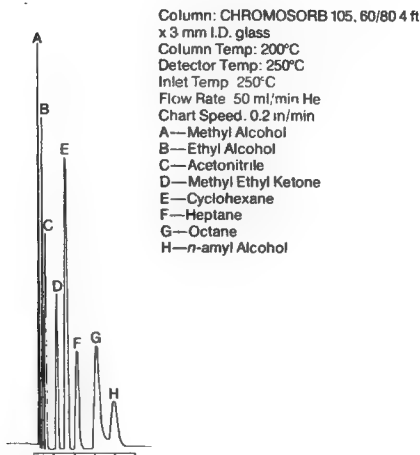 Column: CHROMOSORB 105, 60/80 4 ft
x 3 mm I.D. glass
Column Temp: 200°C
Detector Temp: 250°C
Inlet Temp 250°C
Flow Rate 50 ml/min He
Chart Speed. 0.2 in/min
A—Methyl Alcohol
B—Ethyl Alcohol
C—Acetonitrile
D—Methyl Ethyl Ketone
E—Cyclohexane
F—Heptane
G—Octane
H—n-amyl Alcohol
A
B
E
C
D
F
G
H